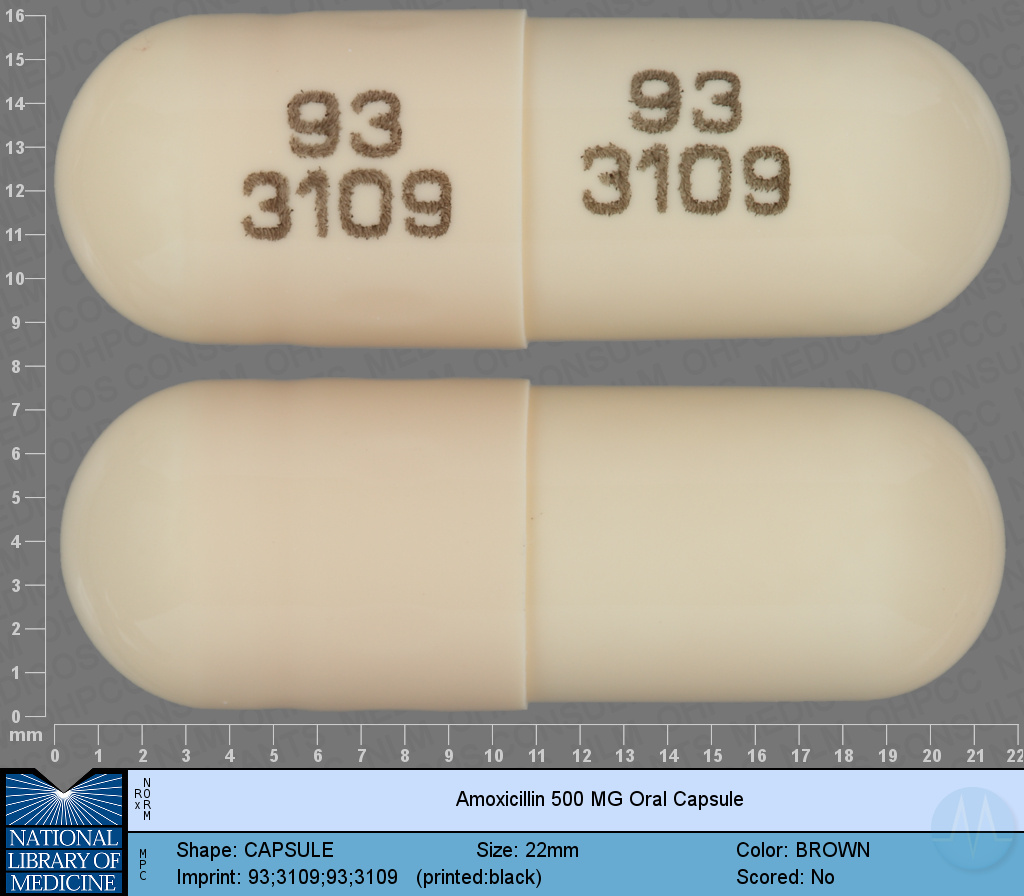 NATIONAL
LIBRARY OF
MEDICINE
N
RO
xR
M
M
P
C
Amoxicillin 500 MG Oral Capsule
Shape: CAPSULE Size: 22mm Color: BROWN
Imprint: 93;3109;93;3109 (printed:black) Scored: No
mm 0 1 2 3 4 5 6 7 8 9 10 11 12 13 14 15 16
0 1 2 3 4 5 6 7 8 9 10 11 12 13 14 15 16 17 18 19 20 21 22
93
3109
93
3109